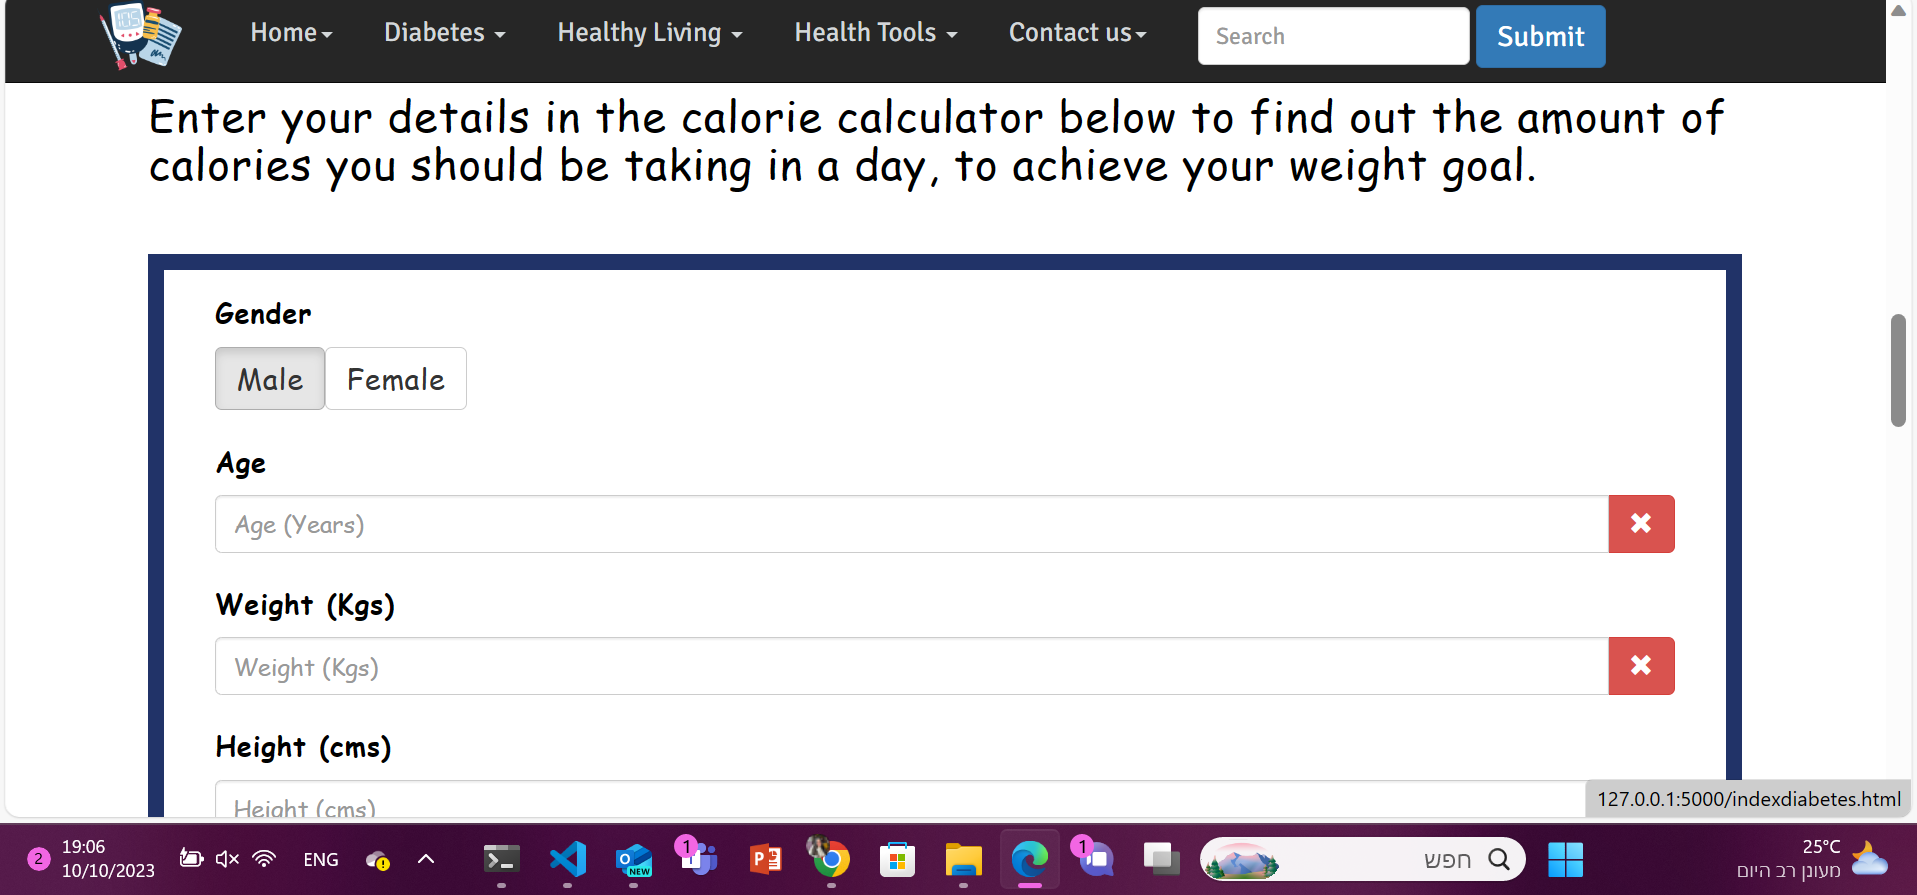 Home
Diabetes
Healthy Living
Health Tools
Contact us
Search
Submit
Enter your details in the calorie calculator below to find out the amount of
calories you should be taking in a day, to achieve your weight goal.
Gender
Male
Female
Age
Age (Years)
Weight (Kgs)
Weight (Kgs)
Height (cms)
Height (cms)
127.0.0.1:5000/indexdiabetes.html
2
19:06
10/10/2023
ENG
NEW
1
1
חפש
25°C
מעונן רב היום